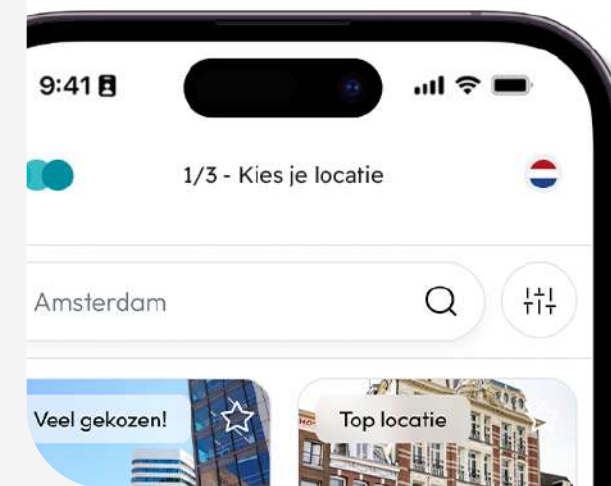 9:41
1/3 - Kies je locatie
Amsterdam
Veel gekozen!
Top locatie